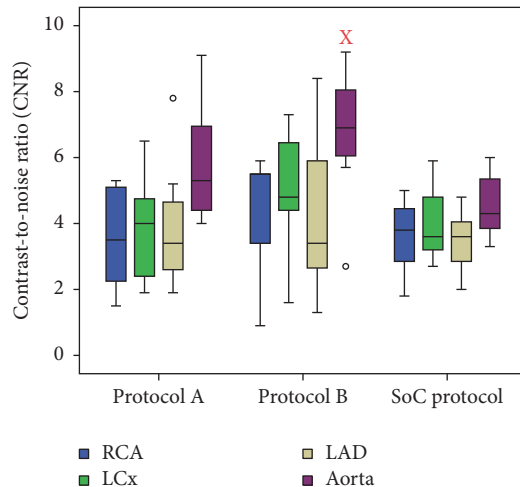 Contrast-to-noise ratio (CNR)
10
8
6
4
2
0
X
Protocol A
Protocol B
SoC protocol
RCA
LCx
LAD
Aorta